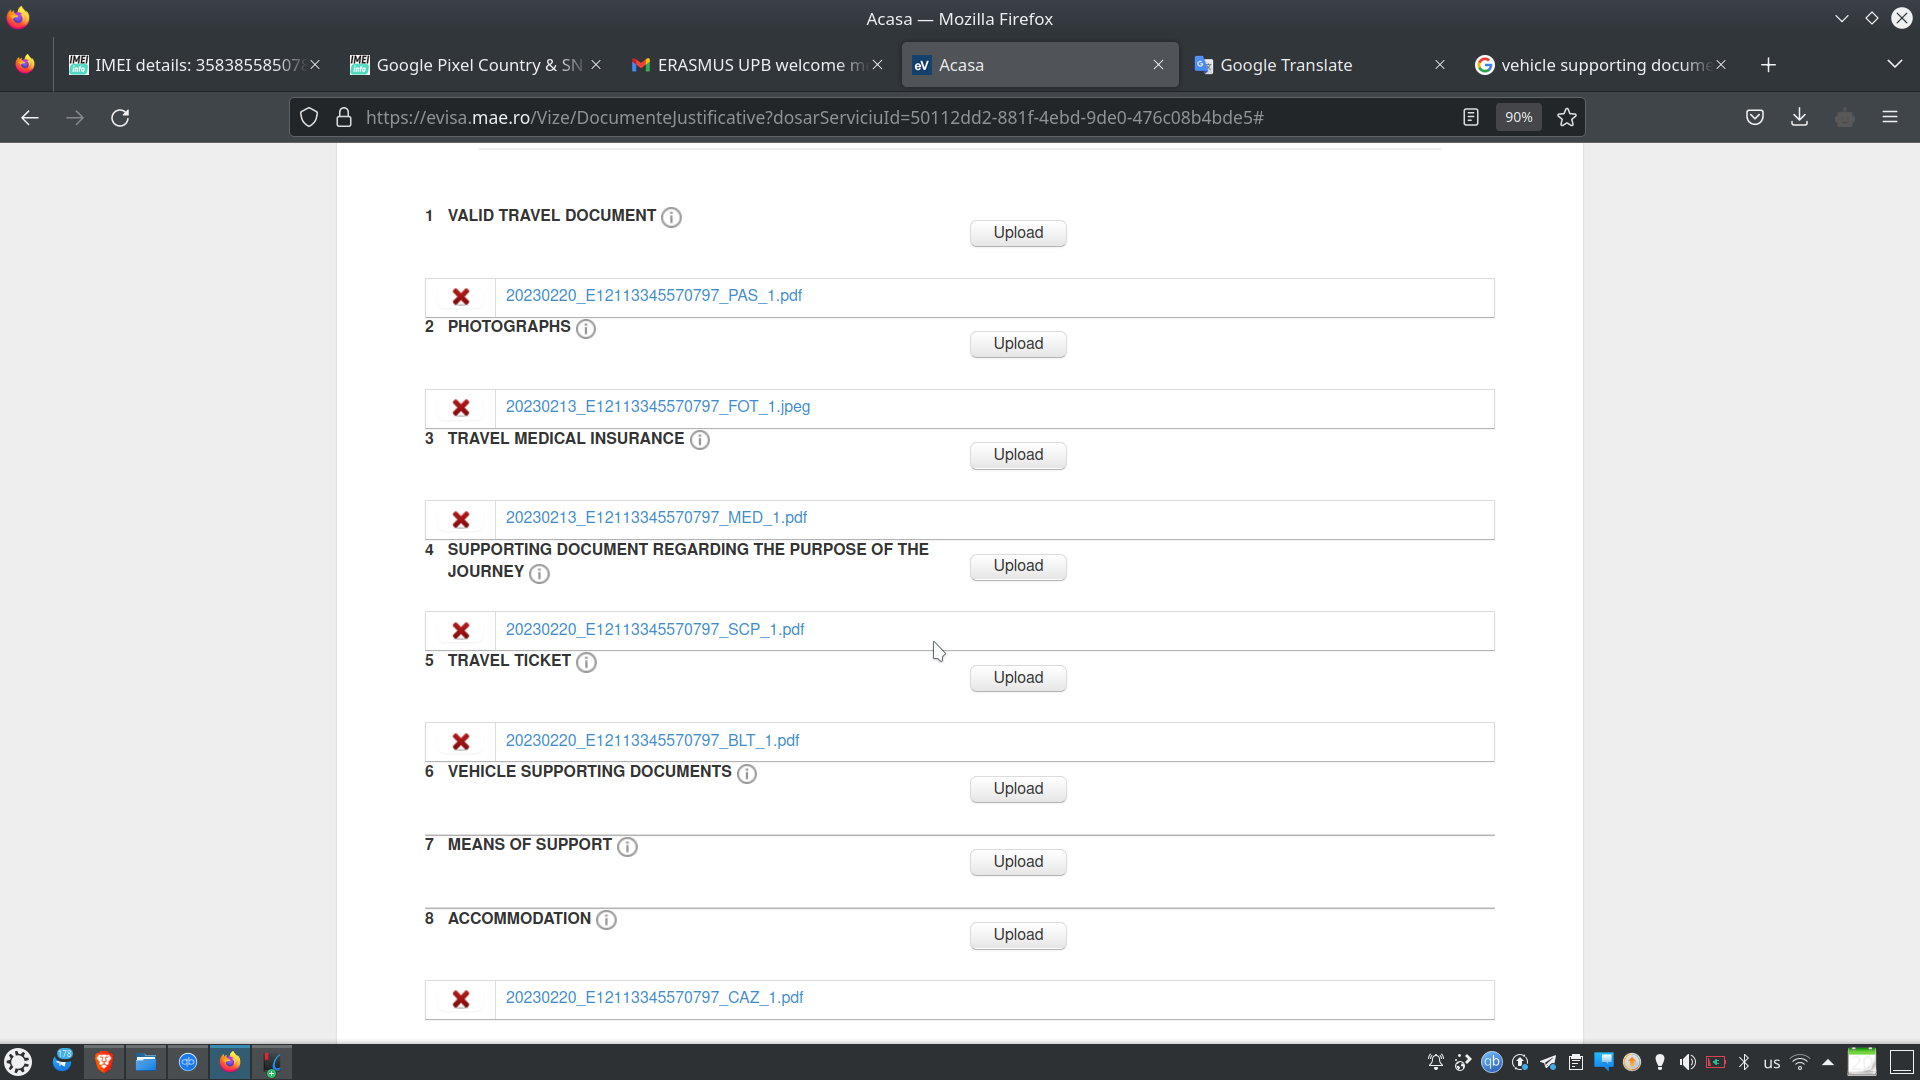 Acasa — Mozilla Firefox
IMEI details: 35838558507
Google Pixel Country & SN
ERASMUS UPB welcome m
Acasa
Google Translate
vehicle supporting docume
https://evisa.mae.ro/Vize/DocumenteJustificative?dosarServiciuId=50112dd2-881f-4ebd-9de0-476c08b4bde5#
90%
1 VALID TRAVEL DOCUMENT
Upload
20230220_E12113345570797_PAS_1.pdf
2 PHOTOGRAPHS
Upload
20230213_E12113345570797_FOT_1.jpeg
3 TRAVEL MEDICAL INSURANCE
Upload
20230213_E12113345570797_MED_1.pdf
4 SUPPORTING DOCUMENT REGARDING THE PURPOSE OF THE
JOURNEY
Upload
20230220_E12113345570797_SCP_1.pdf
5 TRAVEL TICKET
Upload
20230220_E12113345570797_BLT_1.pdf
6 VEHICLE SUPPORTING DOCUMENTS
Upload
7 MEANS OF SUPPORT
Upload
8 ACCOMMODATION
Upload
20230220_E12113345570797_CAZ_1.pdf
178
us